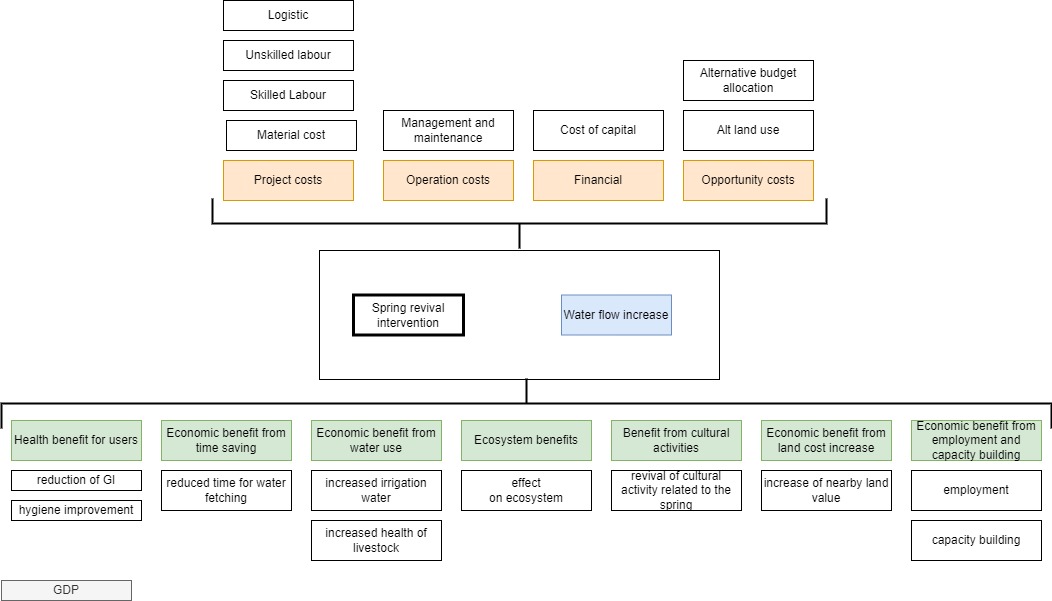 Logistic
Unskilled labour
Skilled Labour
Material cost
Project costs
Management and
maintenance
Operation costs
Cost of capital
Financial
Alternative budget
allocation
Alt land use
Opportunity costs
Spring revival
intervention
Water flow increase
Health benefit for users
reduction of GI
hygiene improvement
Economic benefit from
time saving
reduced time for water
fetching
Economic benefit from
water use
increased irrigation
water
increased health of
livestock
Ecosystem benefits
effect
on ecosystem
Benefit from cultural
activities
revival of cultural
activity related to the
spring
Economic benefit from
land cost increase
increase of nearby land
value
Economic benefit from
employment and
capacity building
employment
capacity building
GDP